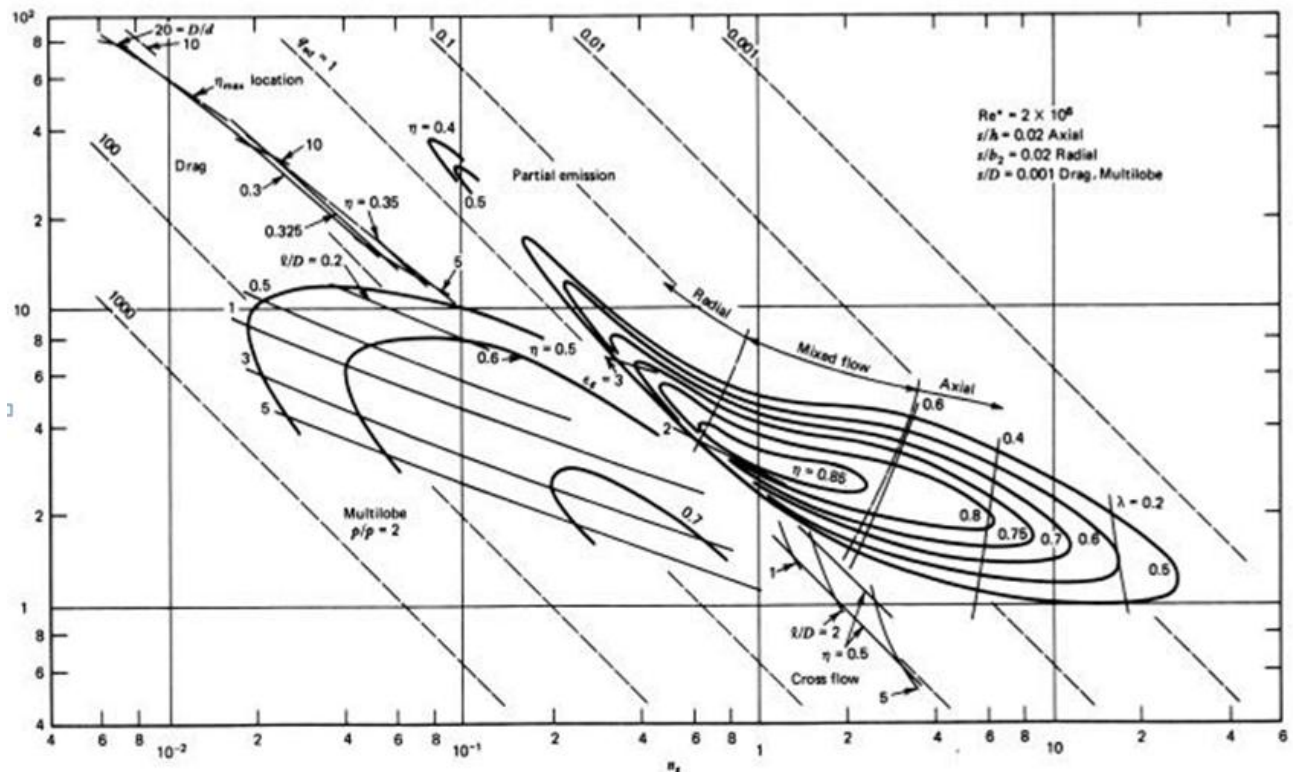 10²
8
6
4
2
10
8
6
4
2
1
8
6
4
20 = D/d
10
ηmax location
Drag
10
0.3
0.325
η = 0.35
5
100
1000
qed = 1
0.1
0.01
0.001
η = 0.4
0.5
Partial emission
Re* = 2 × 10⁶
s/h = 0.02 Axial
s/b₂ = 0.02 Radial
s/D = 0.001 Drag, Multilobe
ℓ/D = 0.2
0.5
1
3
5
0.6
η = 0.5
0.7
Multilobe
p/p = 2
Radial
Mixed flow
Axial
= 3
2
η = 0.85
0.8
0.75
0.7
0.6
0.5
0.6
0.4
λ = 0.2
1
ℓ/D = 2
η = 0.5
Cross flow
5
6 8 10⁻² 2 4 6 8 10⁻¹ 2 4 6 8 1 2 4 6 8 10 2 4 6